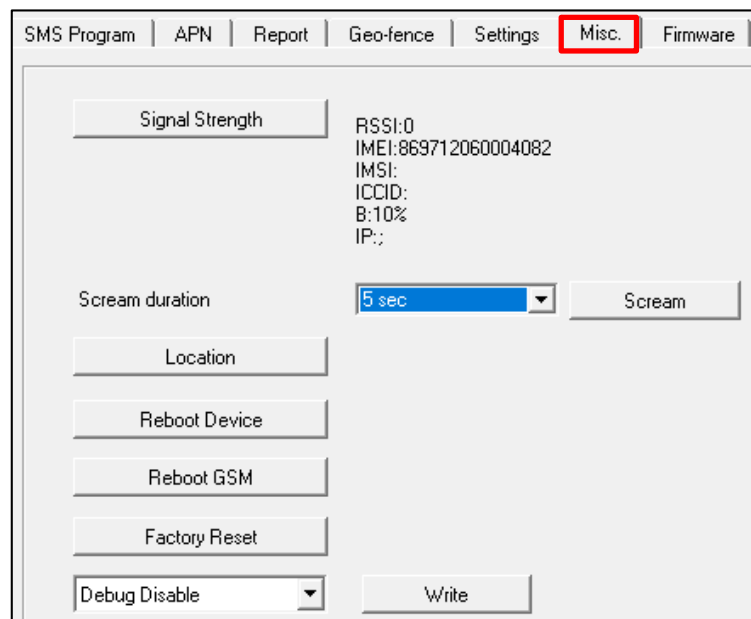 SMS Program APN Report Geo-fence Settings Misc. Firmware
Signal Strength
RSSI:0
IMEI:869712060004082
IMSI:
ICCID:
B:10%
IP:;
Scream duration 5 sec Scream
Location
Reboot Device
Reboot GSM
Factory Reset
Debug Disable Write